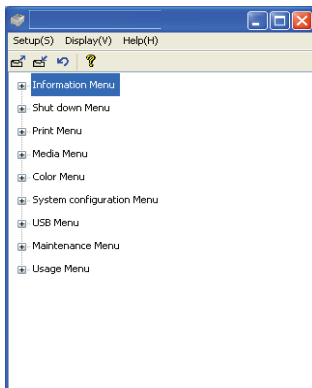 Setup(S) Display(V) Help(H)
Information Menu
Shut down Menu
Print Menu
Media Menu
Color Menu
System configuration Menu
USB Menu
Maintenance Menu
Usage Menu